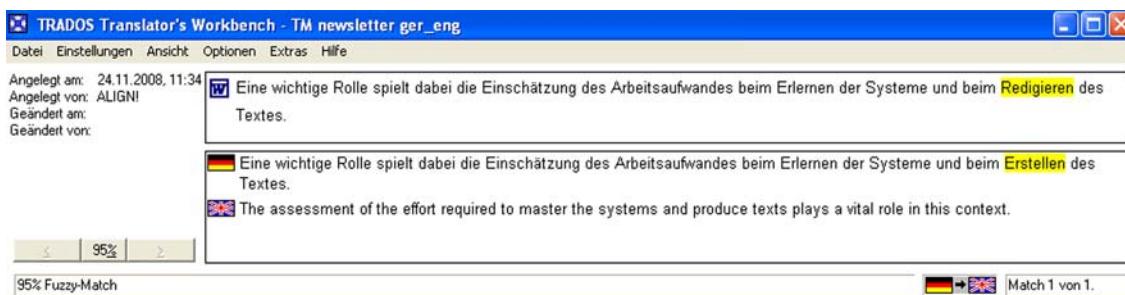 TRADOS Translator's Workbench - TM newsletter ger_eng
Datei Einstellungen Ansicht Optionen Extras Hilfe
Angelegt am: 24.11.2008, 11:34
Angelegt von: ALIGN!
Geändert am:
Geändert von:
Eine wichtige Rolle spielt dabei die Einschätzung des Arbeitsaufwandes beim Erlernen der Systeme und beim Redigieren des
Textes.
Eine wichtige Rolle spielt dabei die Einschätzung des Arbeitsaufwandes beim Erlernen der Systeme und beim Erstellen des
Textes.
The assessment of the effort required to master the systems and produce texts plays a vital role in this context.
< 95% >
95% Fuzzy-Match
Match 1 von 1.